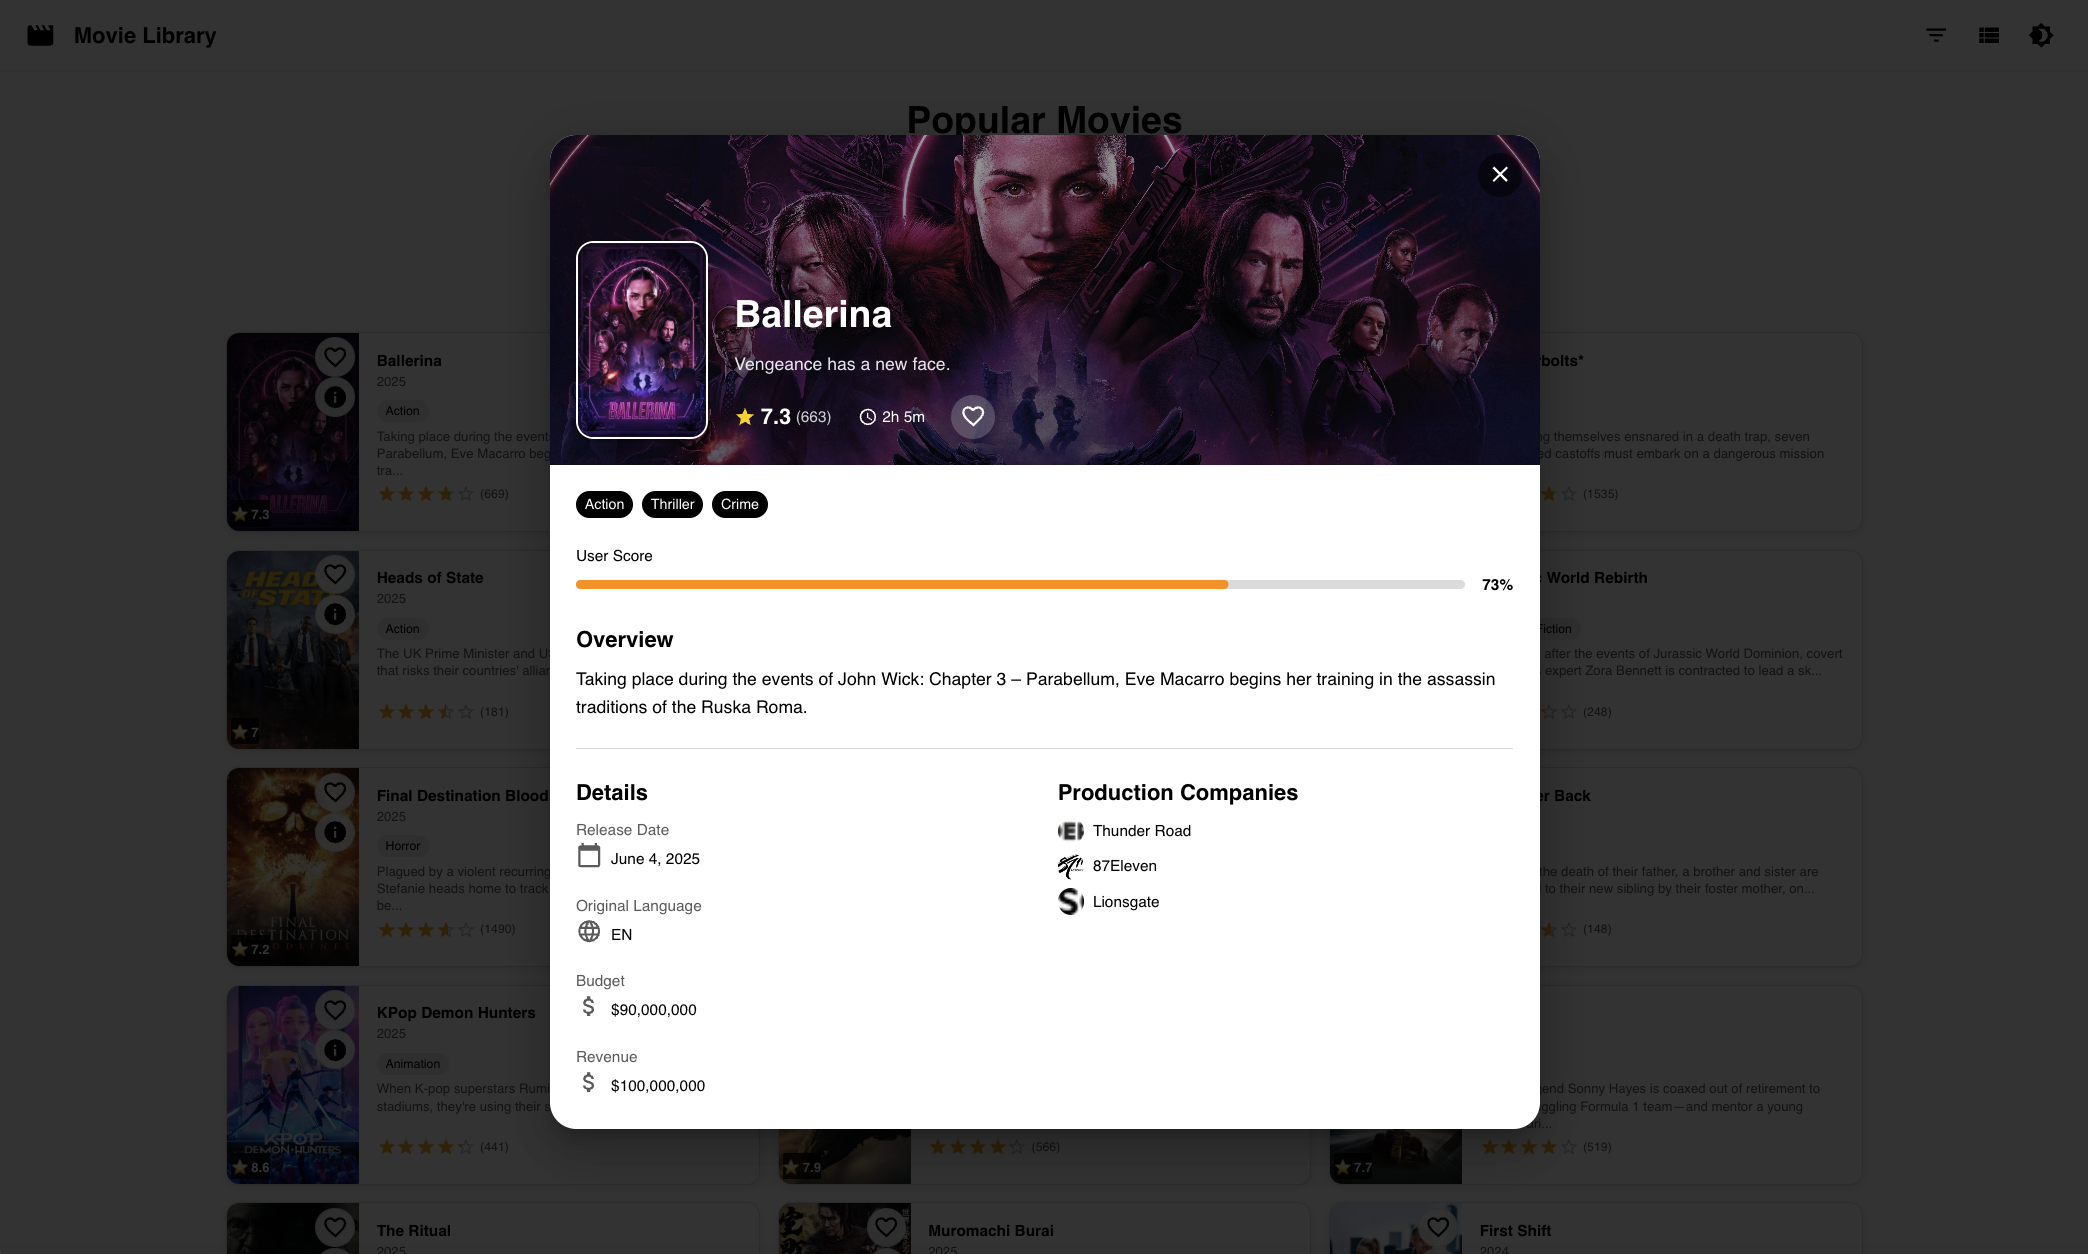 Movie Library
Popular Movies
BALLERINA
Ballerina
Vengeance has a new face.
7.3 (663)
2h 5m
Action
Thriller
Crime
User Score
73%
Overview
Taking place during the events of John Wick: Chapter 3 – Parabellum, Eve Macarro begins her training in the assassin
traditions of the Ruska Roma.
Details
Release Date
June 4, 2025
Original Language
EN
Budget
$90,000,000
Revenue
$100,000,000
Production Companies
Thunder Road
87Eleven
Lionsgate
BALLERINA
7.3
Ballerina
2025
Action
Taking place during the
Parabellum, Eve Macarro
tra...
(669)
bolts*
themselves ensnared in a death trap, seven
castoffs must embark on a dangerous mission
(1535)
HEAD
OF STAT
7
Heads of State
2025
Action
The UK Prime Minister and
that risks their countries'
(181)
World Rebirth
after the events of Jurassic World Dominion, covert
expert Zora Bennett is contracted to lead a sk...
(248)
FINAL
DESTINATION
BLOODLINES
7.2
Final Destination
2025
Horror
Plagued by a violent recurring
Stefanie heads home to track
be...
(1490)
Back
the death of their father, a brother and sister are
to their new sibling by their foster mother, on...
(148)
KPOP
DEMON HUNTERS
8.6
KPop Demon Hunters
2025
Animation
When K-pop superstars
stadiums, they're using their
(441)
7.9
(566)
7.7
Sonny Hayes is coaxed out of retirement to
Formula 1 team—and mentor a young
(519)
The Ritual
2025
Muromachi Burai
2025
First Shift
2024